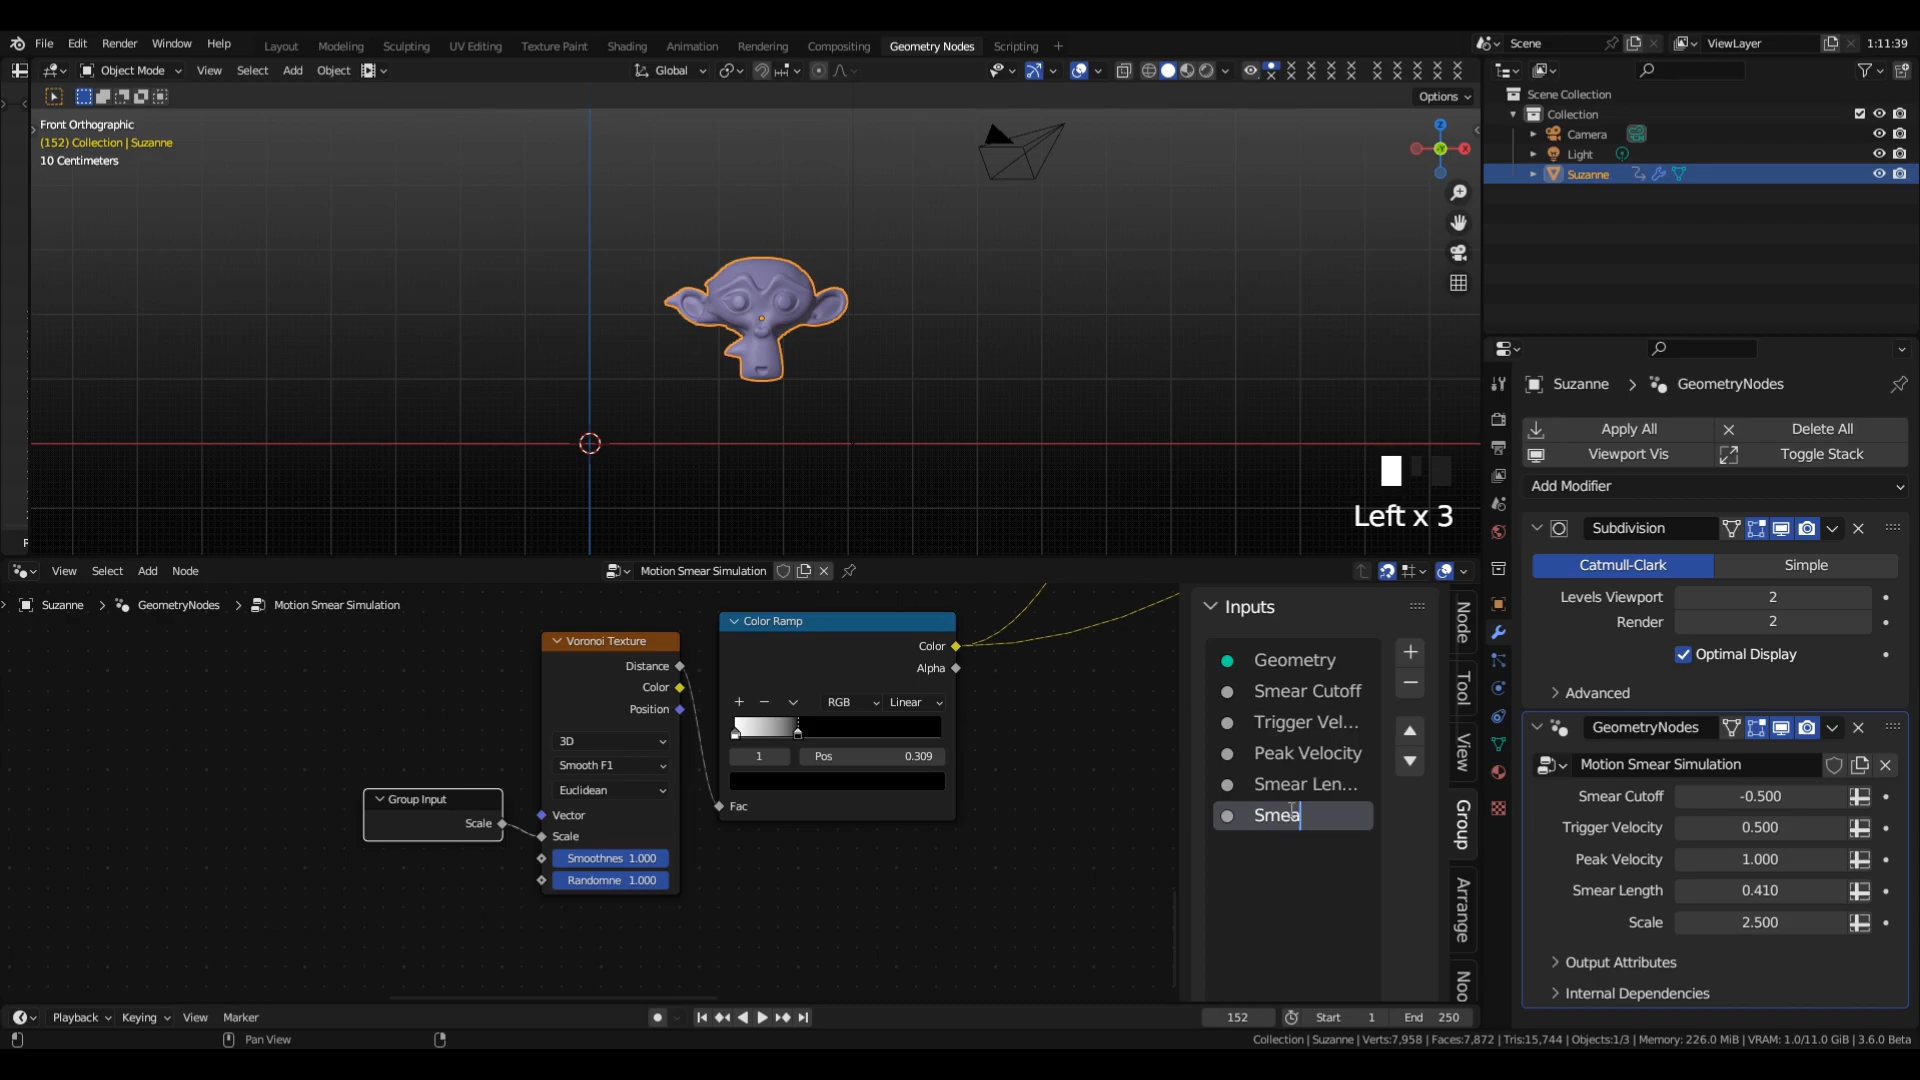 File Edit Render Window Help Layout Modeling Sculpting UV Editing Texture Paint Shading Animation Rendering Compositing Geometry Nodes Scripting + Scene ViewLayer 1:11:39
Object Mode View Select Add Object Global
Options
Front Orthographic
(152) Collection | Suzanne
10 Centimeters
Z
Y
X
Left x 3
Scene Collection
Collection
Camera
Light
Suzanne
Suzanne > GeometryNodes
Apply All Delete All
Viewport Vis Toggle Stack
Add Modifier
Subdivision
Catmull-Clark Simple
Levels Viewport 2
Render 2
Optimal Display
Advanced
GeometryNodes
Motion Smear Simulation
Smear Cutoff -0.500
Trigger Velocity 0.500
Peak Velocity 1.000
Smear Length 0.410
Scale 2.500
Output Attributes
Internal Dependencies
View Select Add Node Motion Smear Simulation
Suzanne > GeometryNodes > Motion Smear Simulation
Group Input
Scale
Voronoi Texture
Distance
Color
Position
3D
Smooth F1
Euclidean
Vector
Scale
Smoothnes 1.000
Randomne 1.000
Color Ramp
Color
Alpha
+ − RGB Linear
1 Pos 0.309
Fac
Inputs
Geometry
Smear Cutoff
Trigger Vel...
Peak Velocity
Smear Len...
Smea
Node
Tool
View
Group
Arrange
Noo
Playback Keying View Marker 152 Start 1 End 250
Pan View Collection | Suzanne | Verts:7,958 | Faces:7,872 | Tris:15,744 | Objects:1/3 | Memory: 226.0 MiB | VRAM: 1.0/11.0 GiB | 3.6.0 Beta